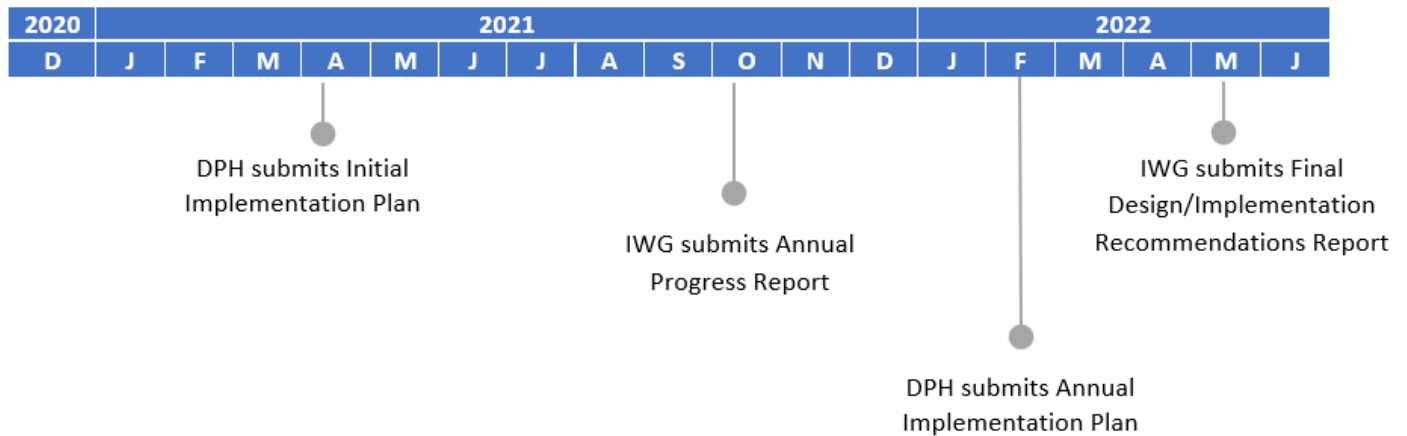 2020 2021 2022
D J F M A M J J A S O N D J F M A M J
DPH submits Initial
Implementation Plan
IWG submits Annual
Progress Report
DPH submits Annual
Implementation Plan
IWG submits Final
Design/Implementation
Recommendations Report